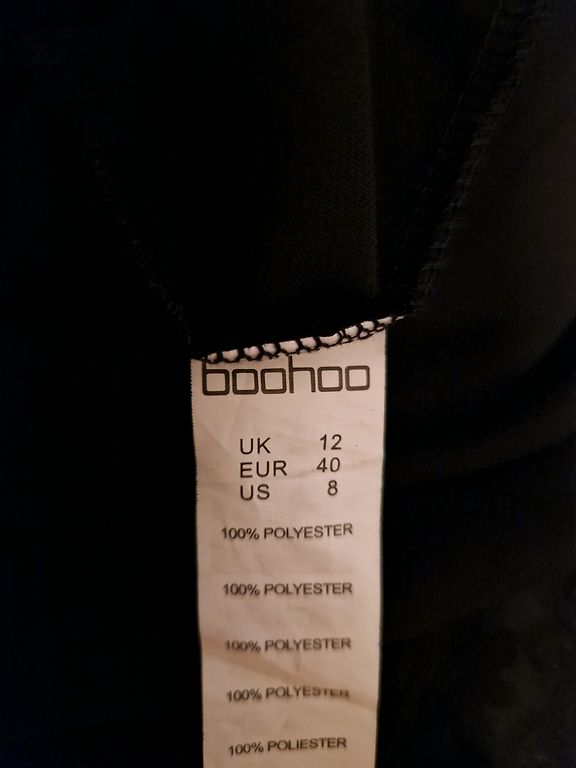 boohoo
UK 12
EUR 40
US 8
100% POLYESTER
100% POLYESTER
100% POLYESTER
100% POLYESTER
100% POLIESTER